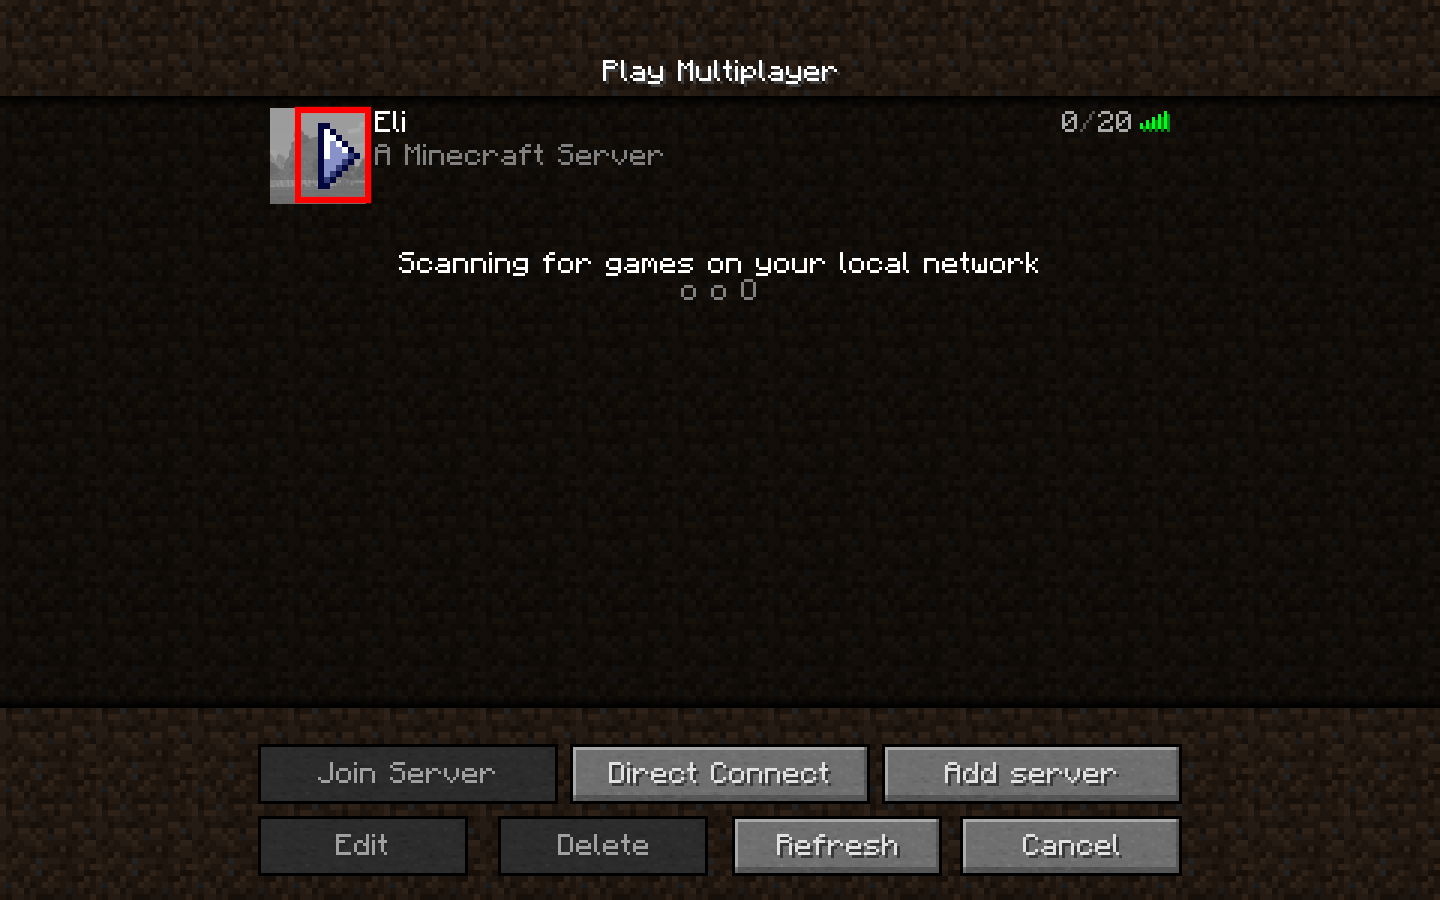 Play Multiplayer
Eli 0/20
A Minecraft Server
Scanning for games on your local network
o o O
Join Server Direct Connect Add server
Edit Delete Refresh Cancel